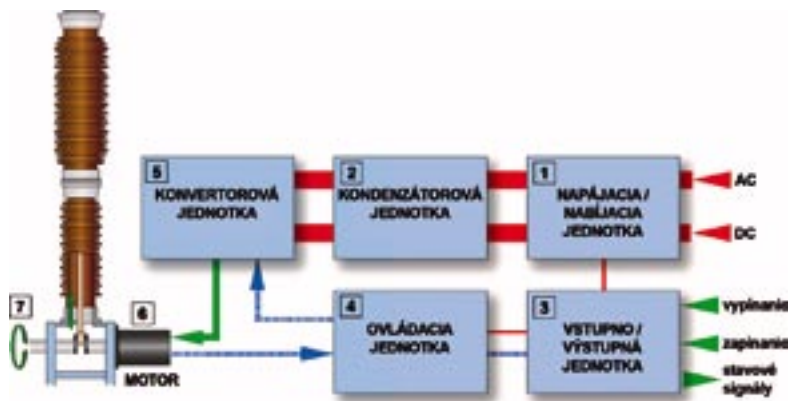 5
KONVERTOROVÁ
JEDNOTKA
2
KONDENZÁTOROVÁ
JEDNOTKA
1
NAPÁJACIA /
NABÍJACIA
JEDNOTKA
AC
DC
7
6
MOTOR
4
OVLÁDACIA
JEDNOTKA
3
VSTUPNO /
VÝSTUPNÁ
JEDNOTKA
vypínanie
zapínanie
stavové
signály